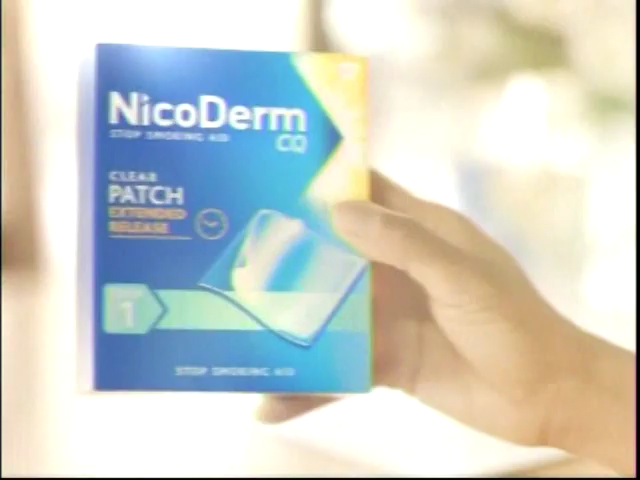 NicoDerm
STOP SMOKING AID
CQ
CLEAR
PATCH
EXTENDED
RELEASE
1
STOP SMOKING AID